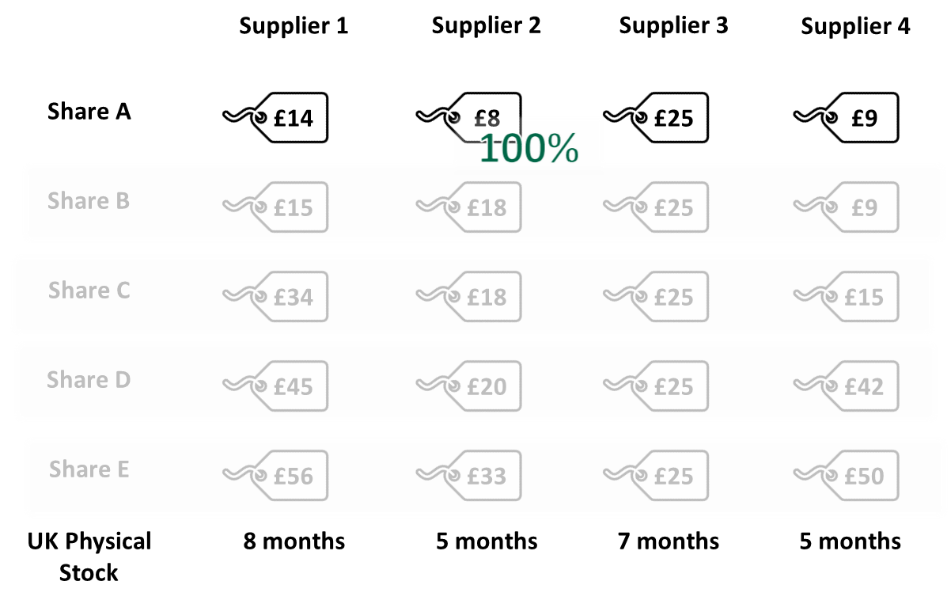 Supplier 1 Supplier 2 Supplier 3 Supplier 4
Share A £14 £8 £25 £9
100%
Share B £15 £18 £25 £9
Share C £34 £18 £25 £15
Share D £45 £20 £25 £42
Share E £56 £33 £25 £50
UK Physical 8 months 5 months 7 months 5 months
Stock